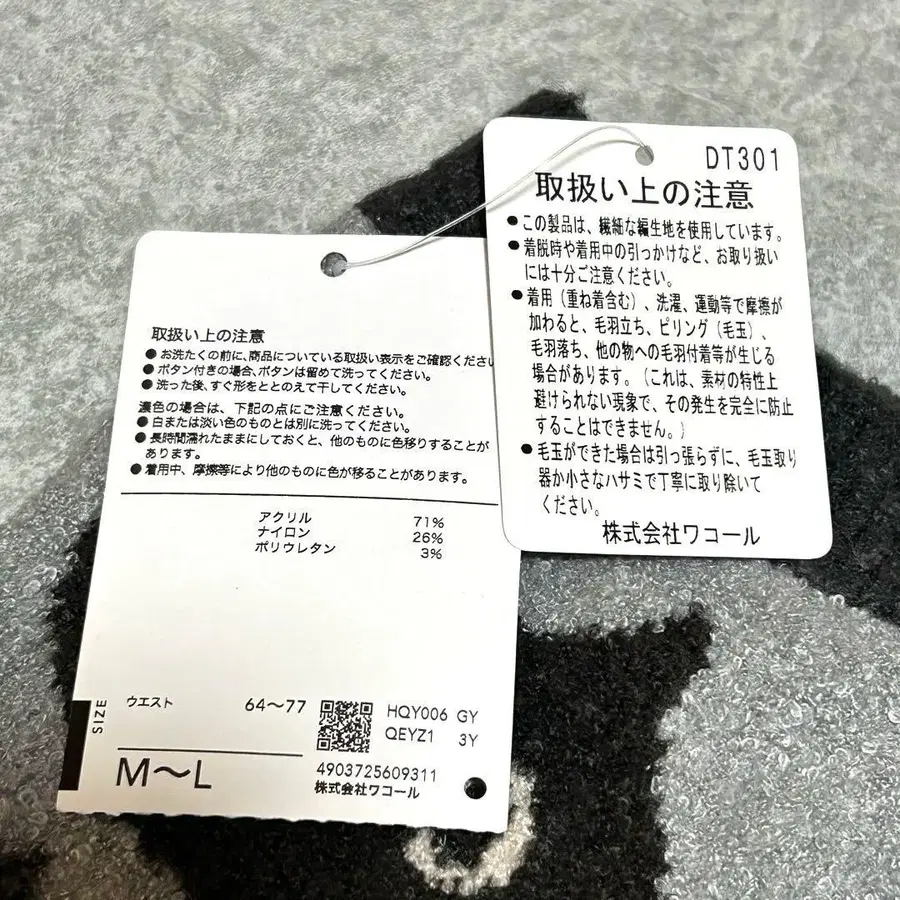 取扱い上の注意
●お洗たくの前に、商品についている取扱い表示をご確認ください
●ボタン付きの場合、ボタンは留めて洗ってください。
●洗った後、すぐ形をととのえて干してください。
濃色の場合は、下記の点にご注意ください。
●白または淡い色のものとは別に洗ってください。
●長時間濡れたままにしておくと、他のものに色移りすることが
あります。
●着用中、摩擦等により他のものに色が移ることがあります。
アクリル 71%
ナイロン 26%
ポリウレタン 3%
SIZE
ウエスト 64〜77
M〜L
HQY006 GY
QEYZ1 3Y
4903725609311
株式会社ワコール
DT301
取扱い上の注意
●この製品は、繊細な編生地を使用しています。
●着脱時や着用中の引っかけなど、お取り扱い
には十分ご注意ください。
●着用（重ね着含む）、洗濯、運動等で摩擦が
加わると、毛羽立ち、ピリング（毛玉）、
毛羽落ち、他の物への毛羽付着等が生じる
場合があります。（これは、素材の特性上
避けられない現象で、その発生を完全に防止
することはできません。）
●毛玉ができた場合は引っ張らずに、毛玉取り
器か小さなハサミで丁寧に取り除いて
ください。
株式会社ワコール